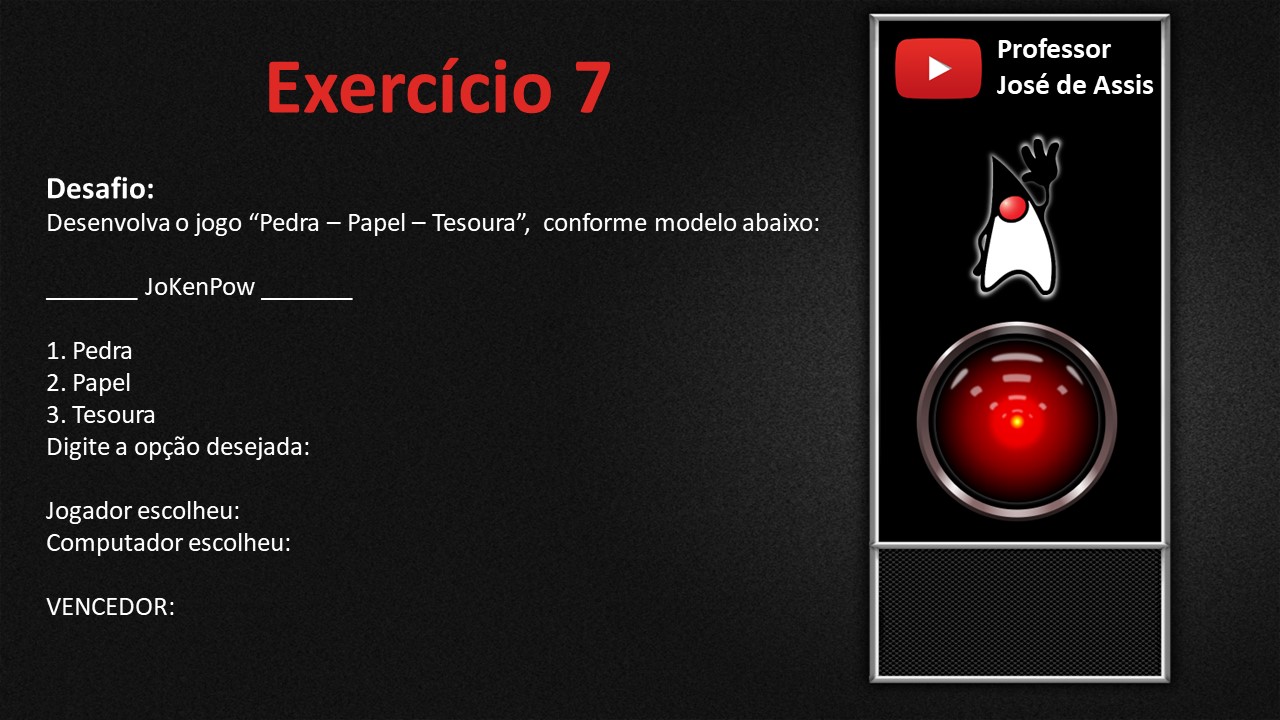 Exercício 7
Desafio:
Desenvolva o jogo “Pedra – Papel – Tesoura”, conforme modelo abaixo:
_______ JoKenPow _______
1. Pedra
2. Papel
3. Tesoura
Digite a opção desejada:
Jogador escolheu:
Computador escolheu:
VENCEDOR:
Professor
José de Assis